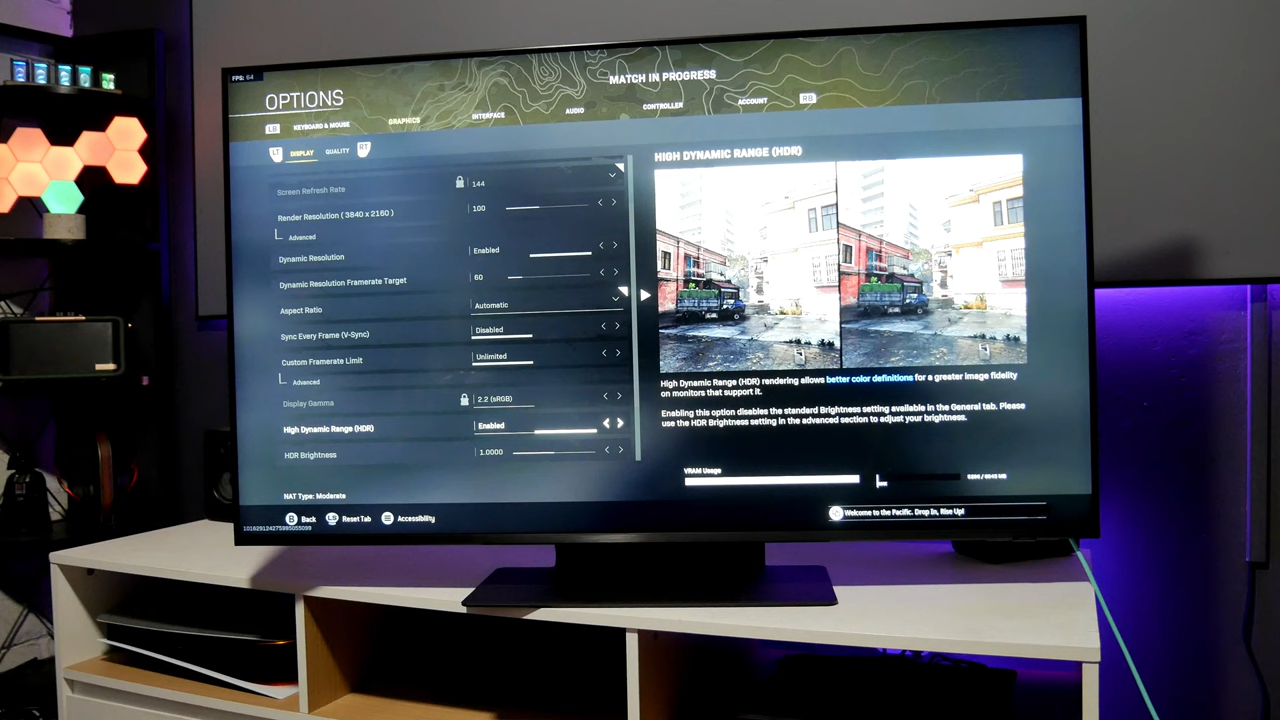 FPS: 64
MATCH IN PROGRESS
OPTIONS
LB KEYBOARD & MOUSE GRAPHICS INTERFACE AUDIO CONTROLLER ACCOUNT RB
LT DISPLAY QUALITY RT
Screen Refresh Rate 144
Render Resolution ( 3840 x 2160 ) 100
Advanced
Dynamic Resolution Enabled
Dynamic Resolution Framerate Target 60
Aspect Ratio Automatic
Sync Every Frame (V-Sync) Disabled
Custom Framerate Limit Unlimited
Advanced
Display Gamma 2.2 (sRGB)
High Dynamic Range (HDR) Enabled
HDR Brightness 1.0000
HIGH DYNAMIC RANGE (HDR)
High Dynamic Range (HDR) rendering allows better color definitions for a greater image fidelity
on monitors that support it.
Enabling this option disables the standard Brightness setting available in the General tab. Please
use the HDR Brightness setting in the advanced section to adjust your brightness.
VRAM Usage
NAT Type: Moderate
B Back LS Reset Tab Accessibility
Welcome to the Pacific. Drop In, Rise Up!